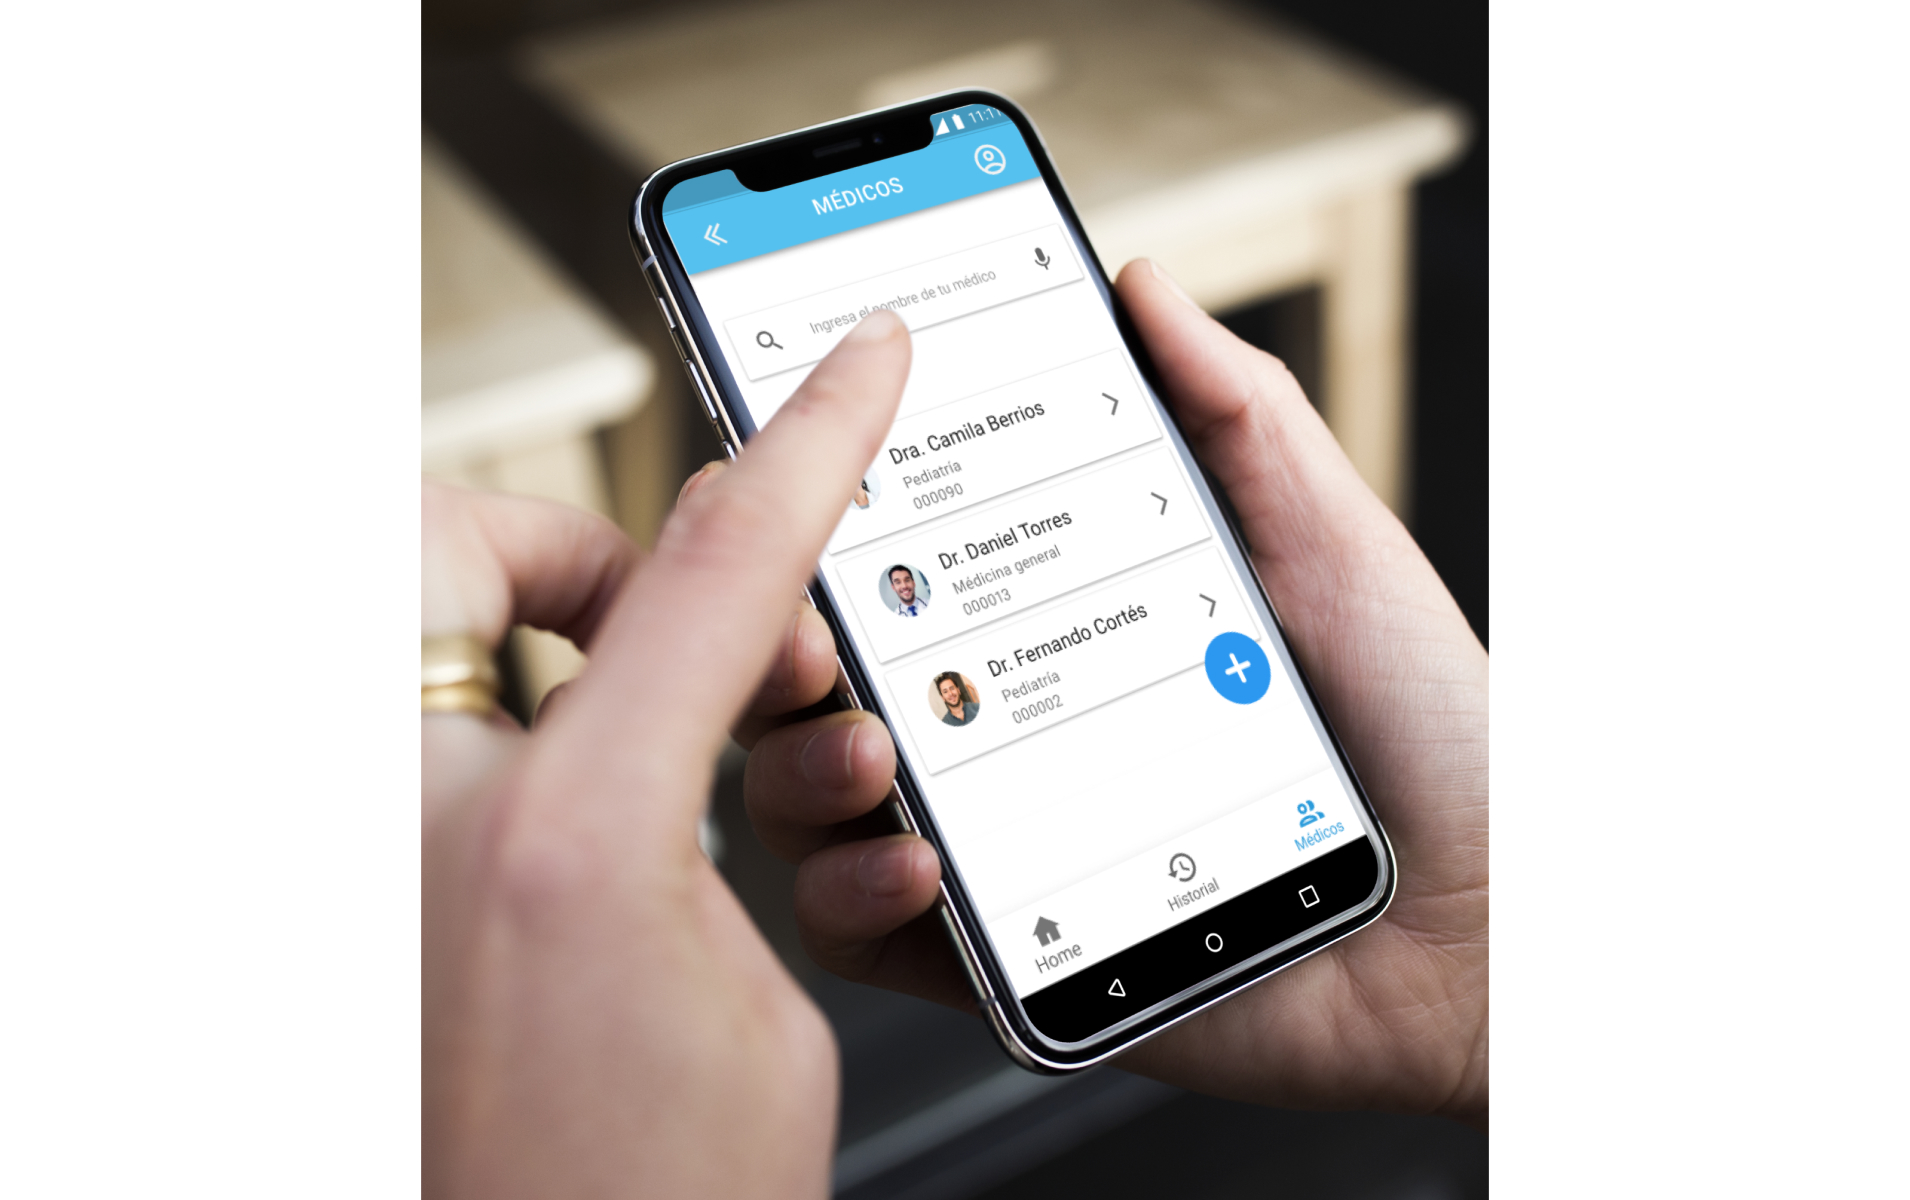 11:11
MÉDICOS
Ingresa el nombre de tu médico
Dra. Camila Berrios
Pediatría
000090
Dr. Daniel Torres
Médicina general
000013
Dr. Fernando Cortés
Pediatría
000002
Home
Historial
Médicos